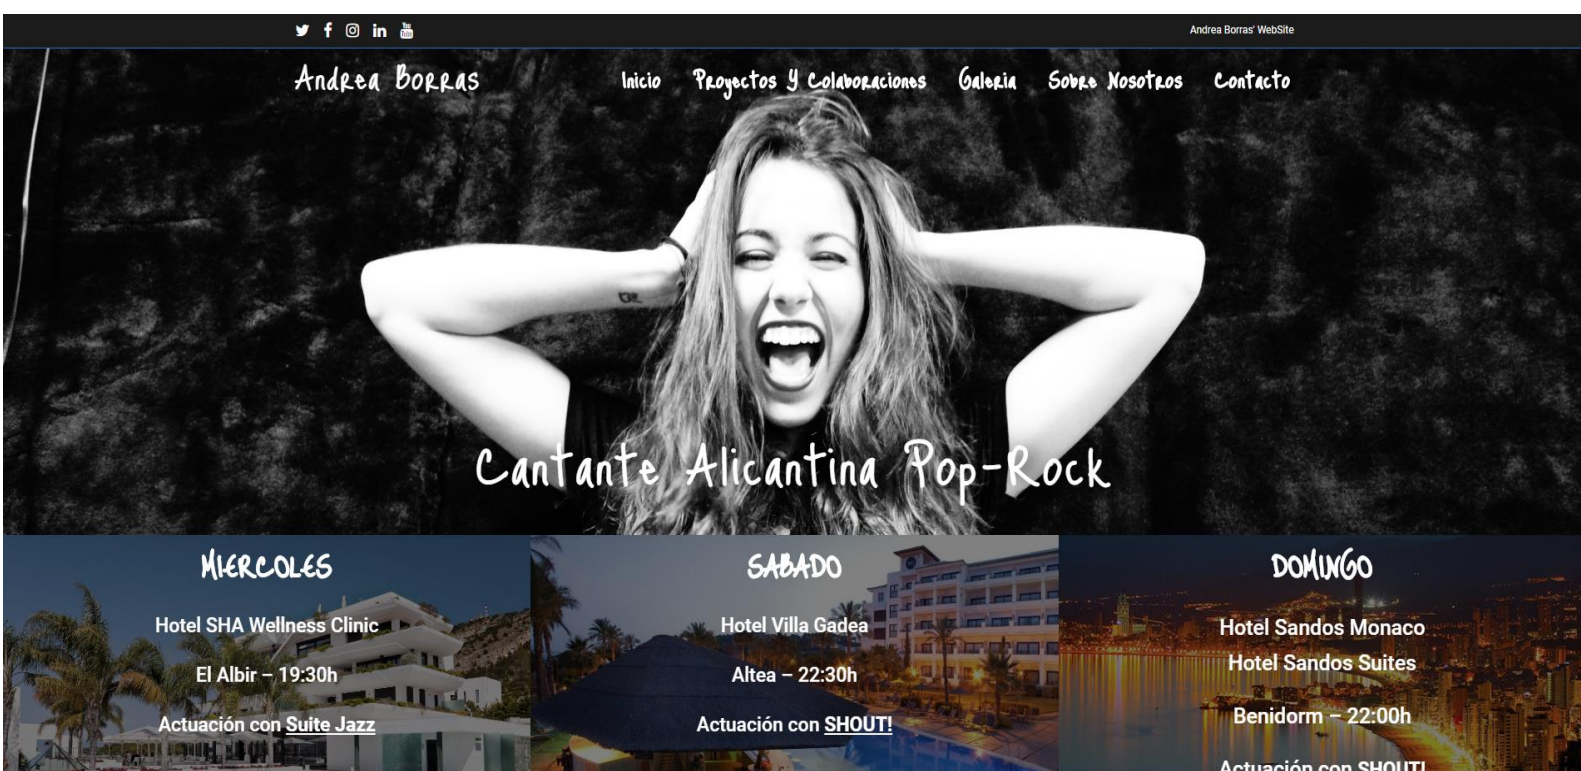 You Tube
Andrea Borras' WebSite
Andrea Borras
Inicio Proyectos Y Colaboraciones Galeria Sobre Nosotros Contacto
Cantante Alicantina Pop-Rock
MIERCOLES
Hotel SHA Wellness Clinic
El Albir – 19:30h
Actuación con Suite Jazz
SABADO
Hotel Villa Gadea
Altea – 22:30h
Actuación con SHOUT!
DOMINGO
Hotel Sandos Monaco
Hotel Sandos Suites
Benidorm – 22:00h
Actuación con SHOUT!